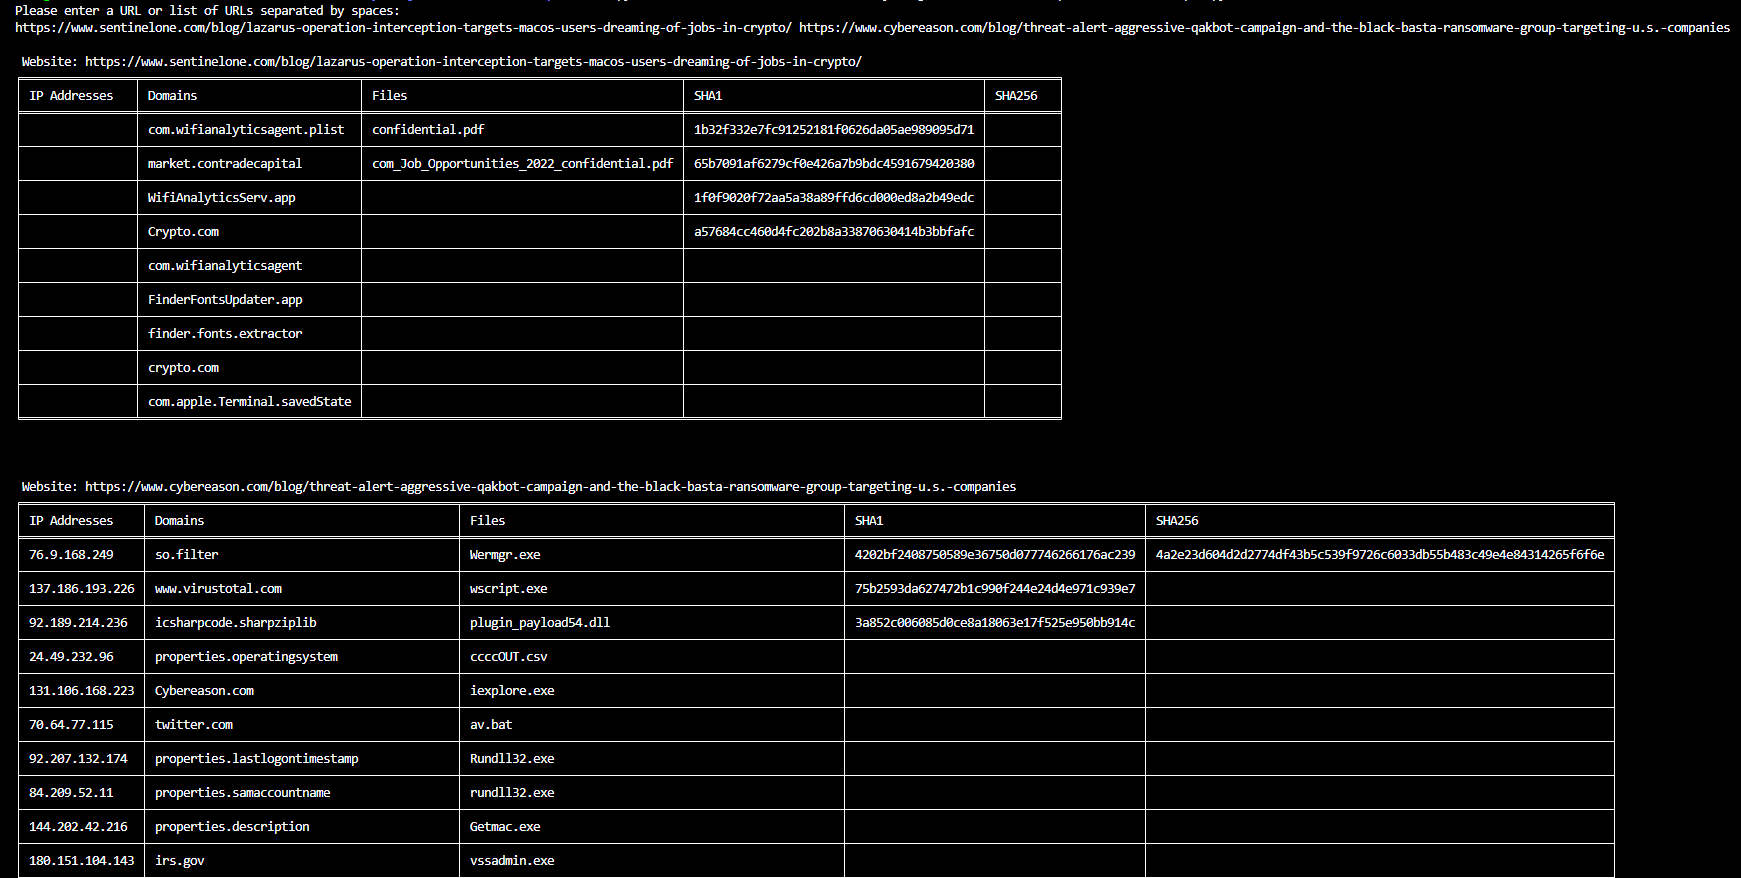 Please enter a URL or list of URLs separated by spaces:
https://www.sentinelone.com/blog/lazarus-operation-interception-targets-macos-users-dreaming-of-jobs-in-crypto/ https://www.cybereason.com/blog/threat-alert-aggressive-qakbot-campaign-and-the-black-basta-ransomware-group-targeting-u.s.-companies
Website: https://www.sentinelone.com/blog/lazarus-operation-interception-targets-macos-users-dreaming-of-jobs-in-crypto/
IP Addresses Domains Files SHA1 SHA256
com.wifianalyticsagent.plist confidential.pdf 1b32f332e7fc91252181f0626da05ae989095d71
market.contradecapital com_Job_Opportunities_2022_confidential.pdf 65b7091af6279cf0e426a7b9bdc4591679420380
WifiAnalyticsServ.app 1f0f9020f72aa5a38a89ffd6cd000ed8a2b49edc
Crypto.com a57684cc460d4fc202b8a33870630414b3bbfafc
com.wifianalyticsagent
FinderFontsUpdater.app
finder.fonts.extractor
crypto.com
com.apple.Terminal.savedState
Website: https://www.cybereason.com/blog/threat-alert-aggressive-qakbot-campaign-and-the-black-basta-ransomware-group-targeting-u.s.-companies
IP Addresses Domains Files SHA1 SHA256
76.9.168.249 so.filter Wermgr.exe 4202bf2408750589e36750d077746266176ac239 4a2e23d604d2d2774df43b5c539f9726c6033db55b483c49e4e84314265f6f6e
137.186.193.226 www.virustotal.com wscript.exe 75b2593da627472b1c990f244e24d4e971c939e7
92.189.214.236 icsharpcode.sharpziplib plugin_payload54.dll 3a852c006085d0ce8a18063e17f525e950bb914c
24.49.232.96 properties.operatingsystem ccccOUT.csv
131.106.168.223 Cybereason.com iexplore.exe
70.64.77.115 twitter.com av.bat
92.207.132.174 properties.lastlogontimestamp Rundll32.exe
84.209.52.11 properties.samaccountname rundll32.exe
144.202.42.216 properties.description Getmac.exe
180.151.104.143 irs.gov vssadmin.exe